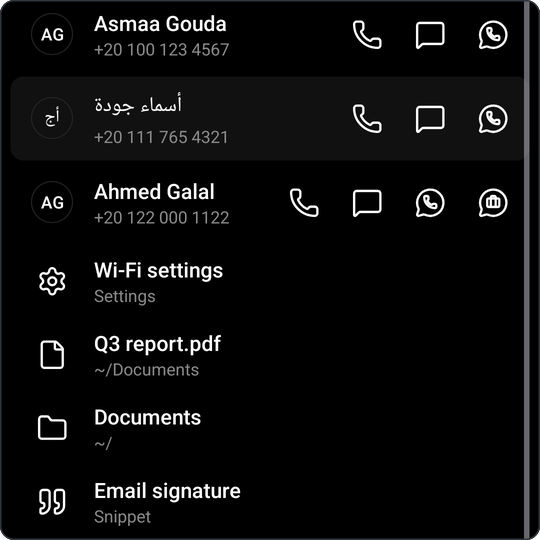 AG
Asmaa Gouda
+20 100 123 4567
أج
أسماء جودة
+20 111 765 4321
AG
Ahmed Galal
+20 122 000 1122
Wi-Fi settings
Settings
Q3 report.pdf
~/Documents
Documents
~/
Email signature
Snippet